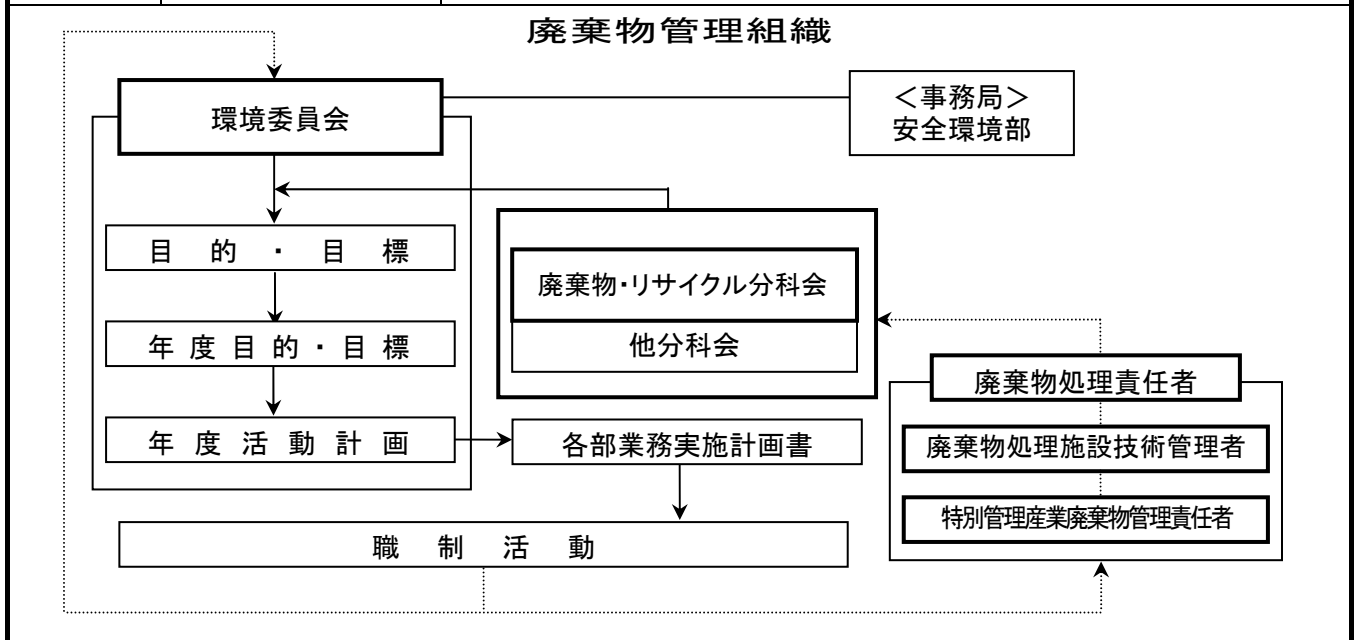 廃棄物管理組織
環境委員会
＜事務局＞
安全環境部
目的・目標
廃棄物・リサイクル分科会
年度目的・目標
他分科会
廃棄物処理責任者
年度活動計画
各部業務実施計画書
廃棄物処理施設技術管理者
特別管理産業廃棄物管理責任者
職制活動